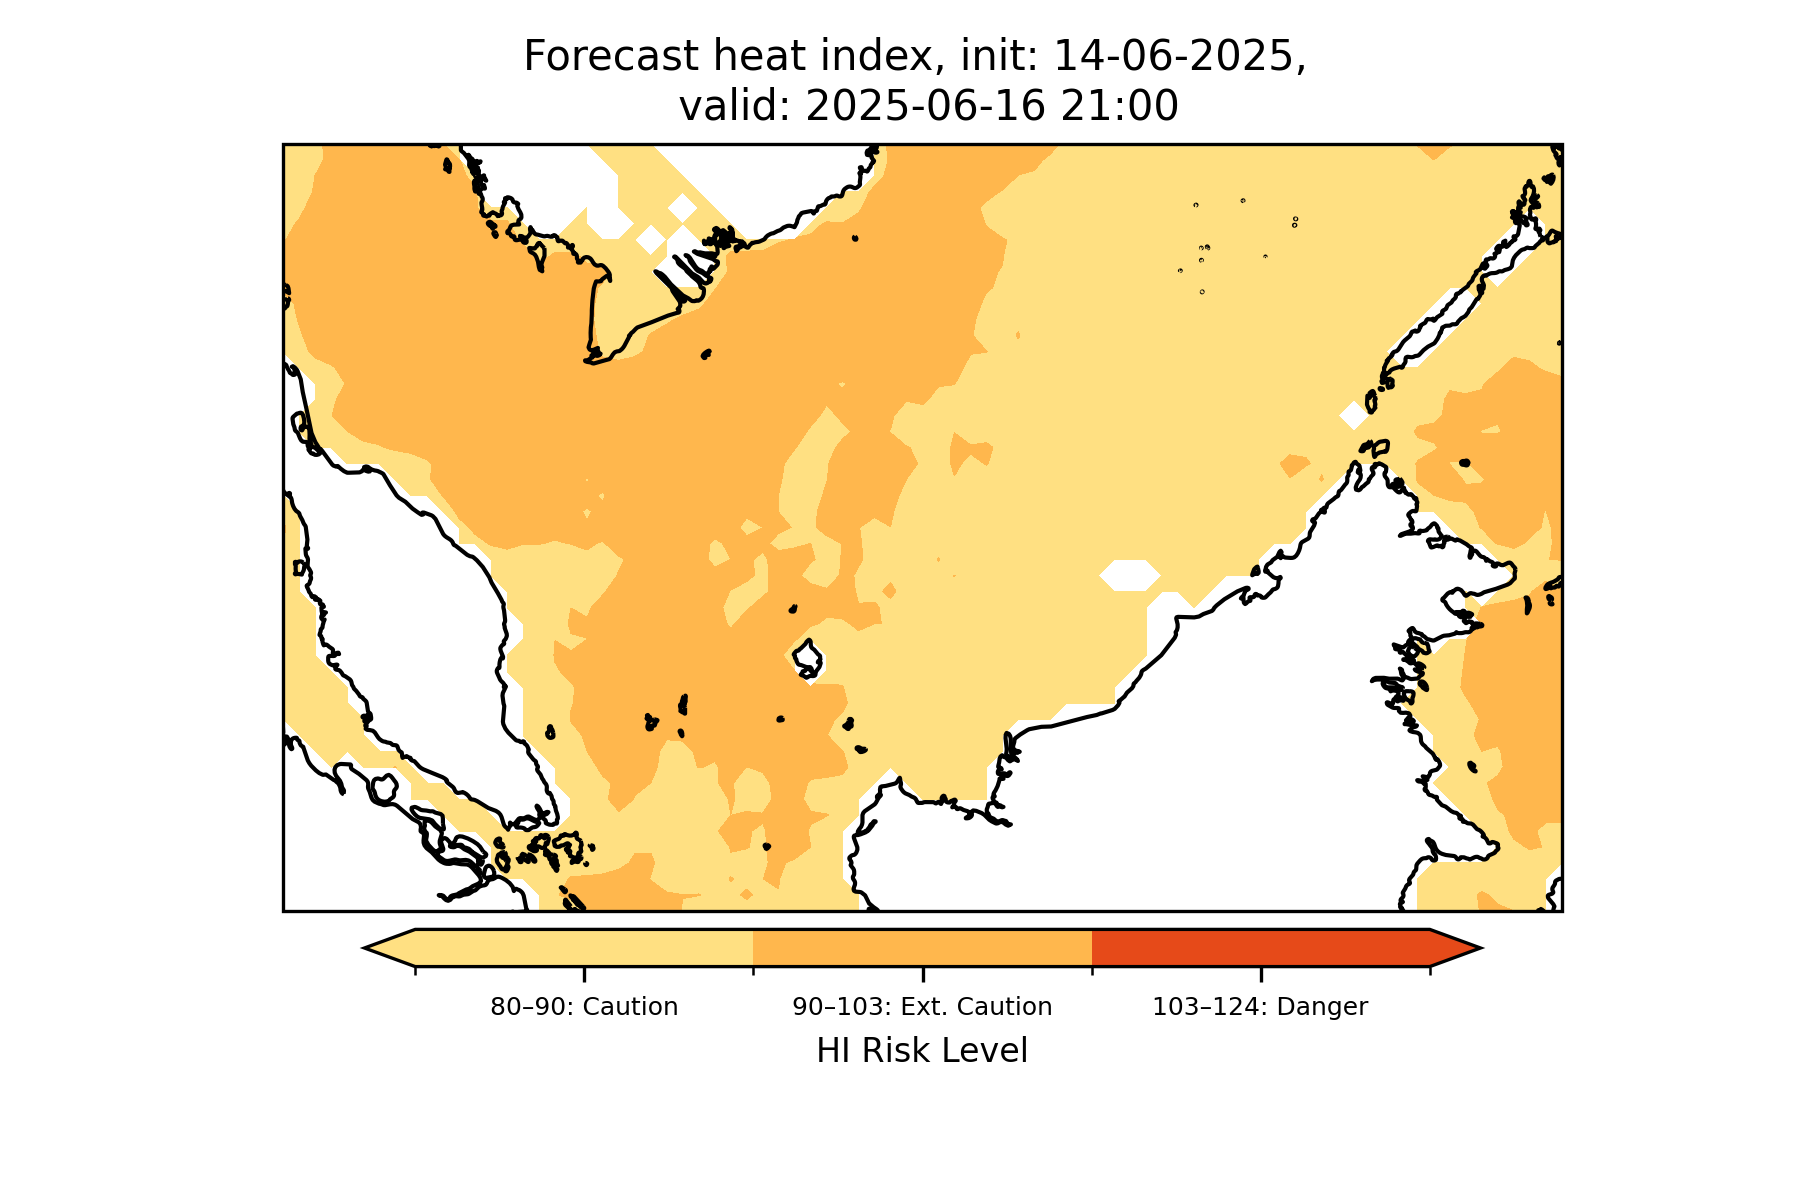 Forecast heat index, init: 14-06-2025,
valid: 2025-06-16 21:00
80–90: Caution
90–103: Ext. Caution
103–124: Danger
HI Risk Level